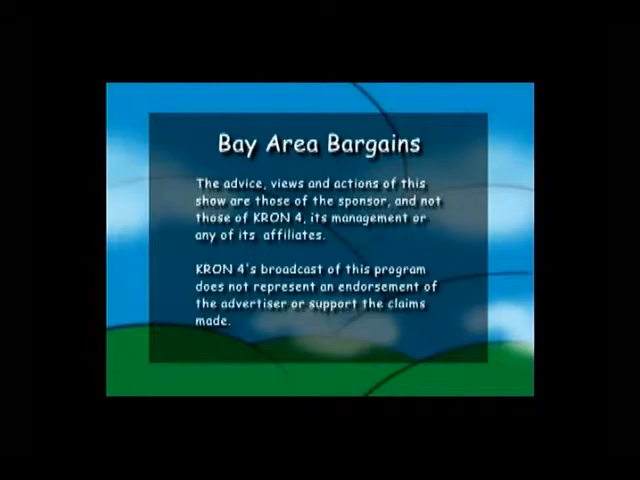 Bay Area Bargains
The advice, views and actions of this
show are those of the sponsor, and not
those of KRON 4, its management or
any of its affiliates.
KRON 4's broadcast of this program
does not represent an endorsement of
the advertiser or support the claims
made.